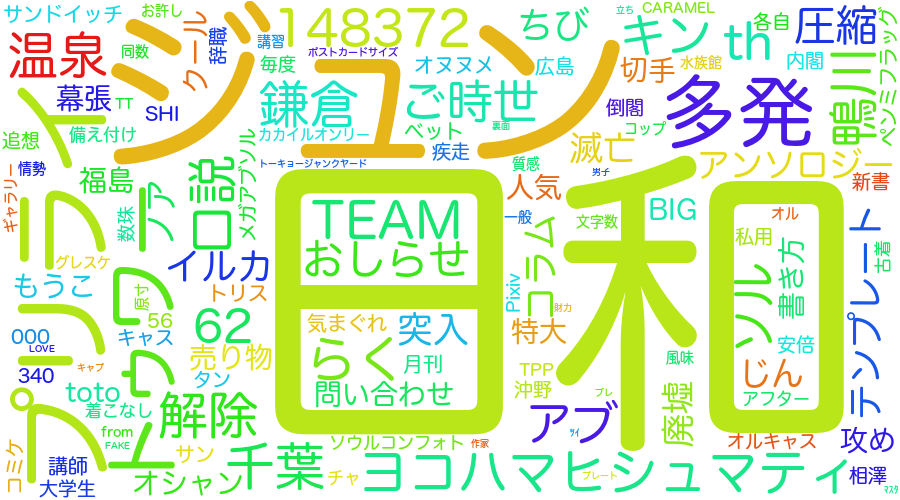 サンドイッチ
お許し
同数
クール
辞職
講習
148372
ポストカードサイズ
毎度
オヌヌメ
ちび
広島
立ち
CARAMEL
キン
th
各自
圧縮
内閣
水族館
切手
温泉
幕張
TT
SHI
備え付け
追想
情勢
ギャラリー
福島
数珠
ノア
口説
メガアプソル
鎌倉
カカイルオンリー
トーキョージャンクヤード
ベット
疾走
ご時世
裏面
ジュン
倒閣
コップ
多発
鴨川
ペンミフラッグ
滅亡
アンソロジー
質感
男子
人気
新書
一般
文字数
BIG
オル
TEAM
おしらせ
日和
コラム
Pixiv
財力
私用
書き方
ソル
古着
テンプレート
イルカ
トリス
グレスケ
もうこ
原寸
56
キャス
000
LOVE
340
キャプ
62
売り物
タン
気まぐれ
突入
らく
月刊
問い合わせ
特大
TPP
沖野
風味
安倍
じん
アフター
プレ
アブ
廃墟
オルキャス
攻め
toto
着こなし
from
FAKE
解除
サン
ソウルコンフォト
作家
コミケ
講師
大学生
オシャン
千葉
チャ
ヨコハマヒシュマティ
プレート
相澤